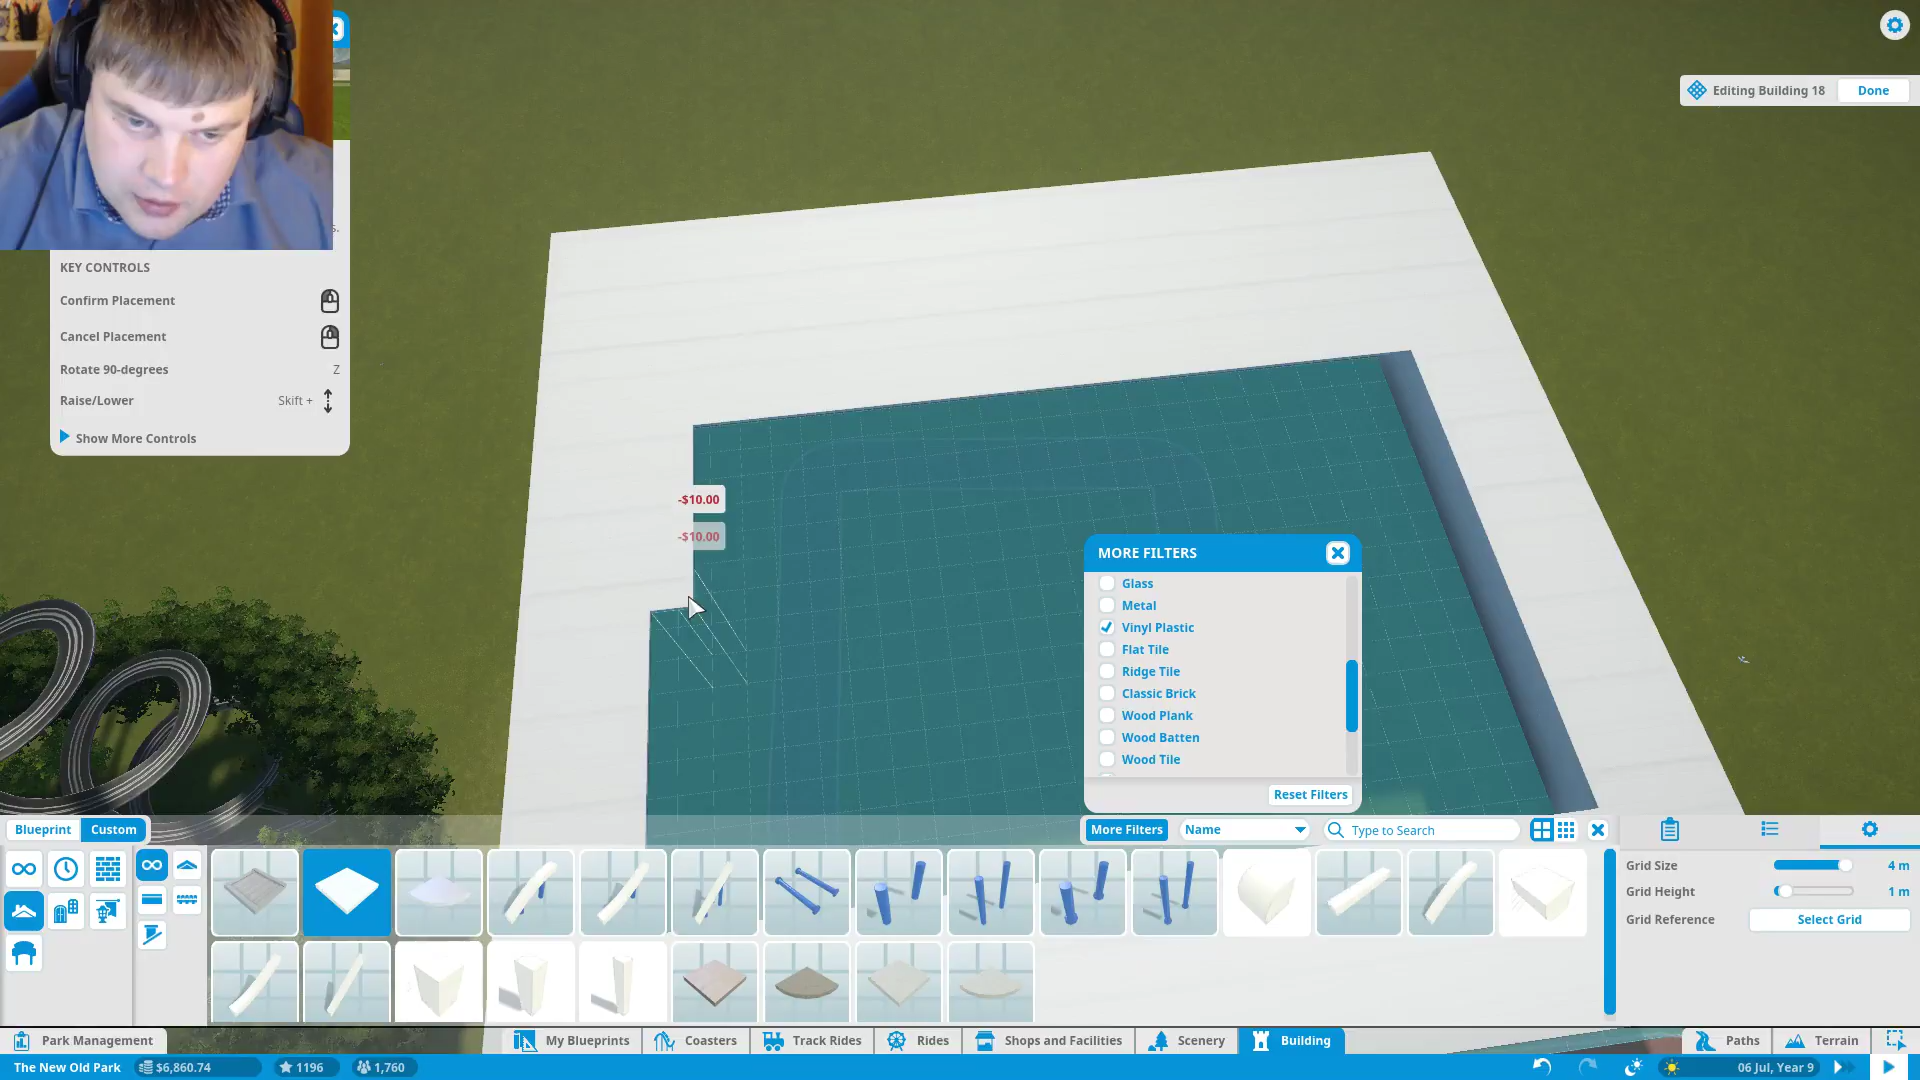 Editing Building 18
Done
s.
KEY CONTROLS
Confirm Placement
Cancel Placement
Rotate 90-degrees Z
Raise/Lower Skift +
Show More Controls
-$10.00
-$10.00
MORE FILTERS
Glass
Metal
Vinyl Plastic
Flat Tile
Ridge Tile
Classic Brick
Wood Plank
Wood Batten
Wood Tile
Reset Filters
Blueprint Custom
More Filters Name Type to Search
Grid Size 4 m
Grid Height 1 m
Grid Reference Select Grid
Park Management My Blueprints Coasters Track Rides Rides Shops and Facilities Scenery Building Paths Terrain
The New Old Park $6,860.74 1196 1,760 06 Jul, Year 9